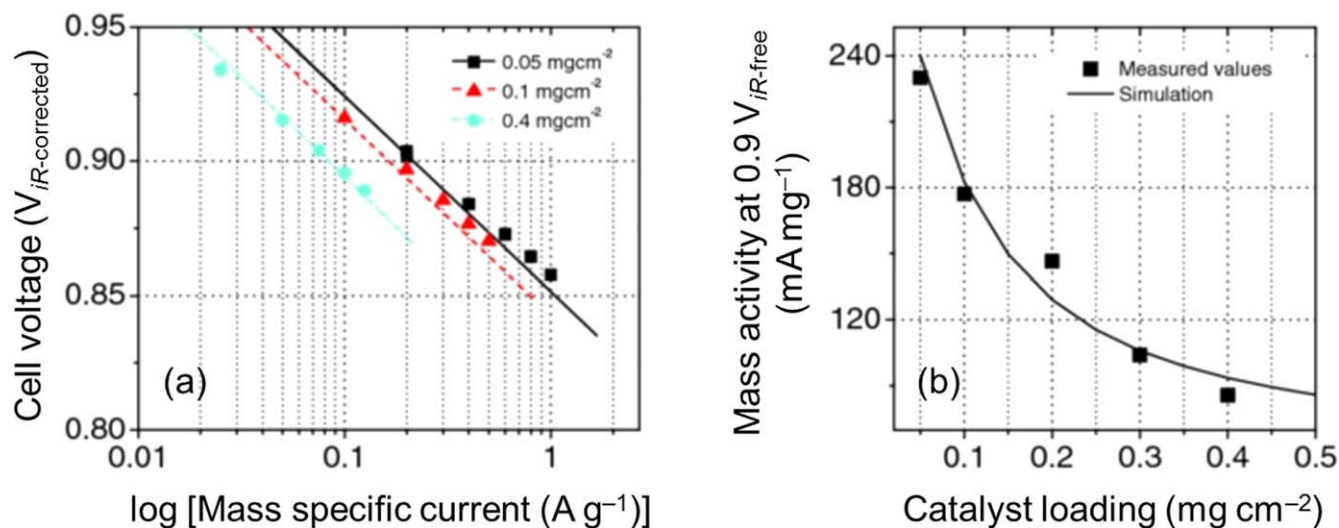 0.95
0.90
0.85
0.80
0.01
0.1
1
Cell voltage (V iR-corrected)
log [Mass specific current (A g⁻¹)]
0.05 mgcm⁻²
0.1 mgcm⁻²
0.4 mgcm⁻²
(a)
240
180
120
0.1
0.2
0.3
0.4
0.5
Mass activity at 0.9 V iR-free
(mA mg⁻¹)
Catalyst loading (mg cm⁻²)
Measured values
Simulation
(b)